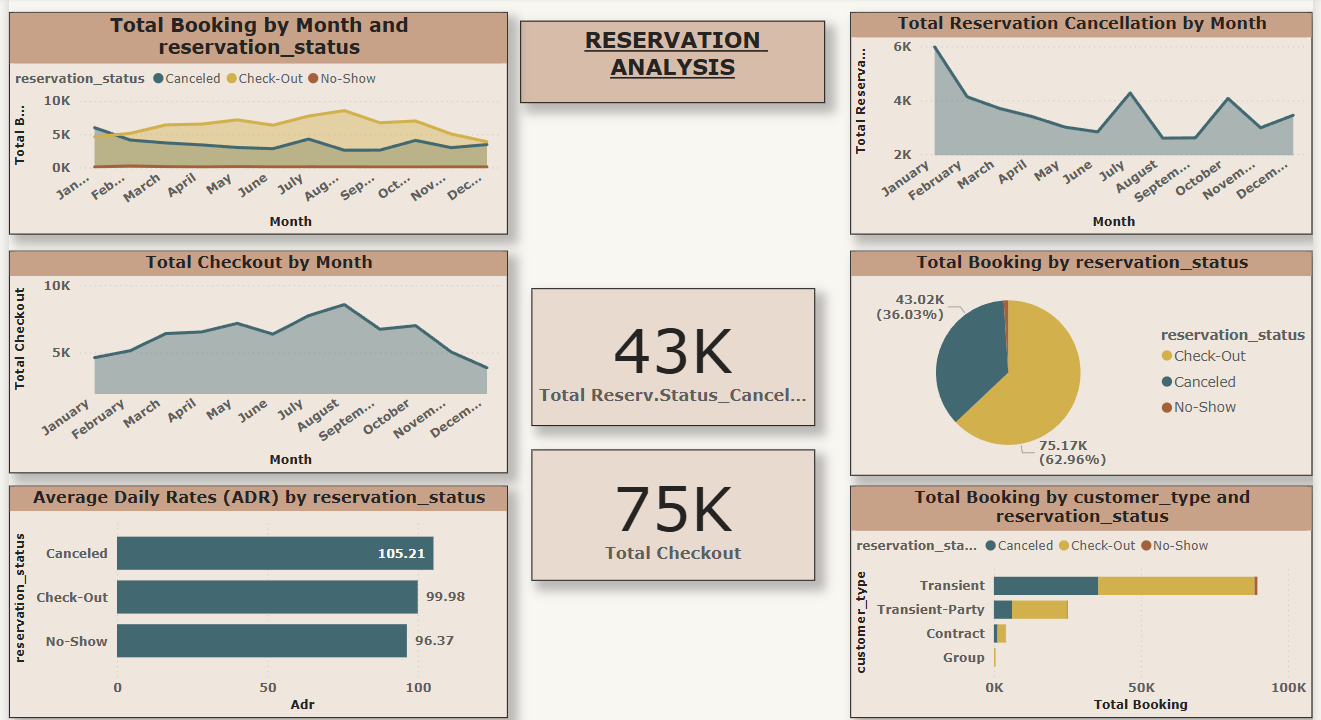 Total Booking by Month and
reservation_status
reservation_status Canceled Check-Out No-Show
10K
5K
0K
Total B...
Jan... Feb... March April May June July Aug... Sep... Oct... Nov... Dec...
Month
RESERVATION
ANALYSIS
Total Reservation Cancellation by Month
6K
4K
2K
Total Reserva...
January February March April May June July August Septem... October Novem... Decem...
Month
Total Checkout by Month
10K
5K
Total Checkout
January February March April May June July August Septem... October Novem... Decem...
Month
43K
Total Reserv.Status_Cancel...
75K
Total Checkout
Total Booking by reservation_status
43.02K
(36.03%)
75.17K
(62.96%)
reservation_status
Check-Out
Canceled
No-Show
Average Daily Rates (ADR) by reservation_status
reservation_status
Canceled 105.21
Check-Out 99.98
No-Show 96.37
0 50 100
Adr
Total Booking by customer_type and
reservation_status
reservation_sta... Canceled Check-Out No-Show
customer_type
Transient
Transient-Party
Contract
Group
0K 50K 100K
Total Booking